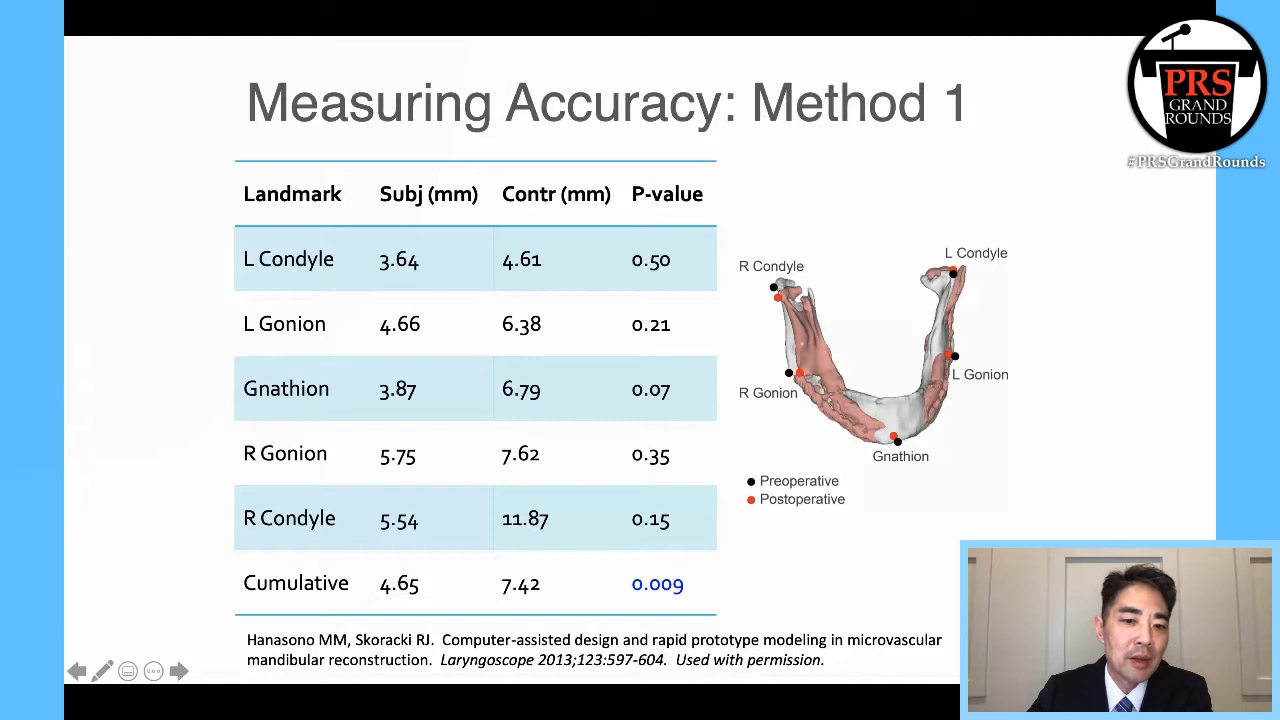 Measuring Accuracy: Method 1
PRS
GRAND
ROUNDS
#PRSGrandRounds
Landmark Subj (mm) Contr (mm) P-value
L Condyle 3.64 4.61 0.50
L Gonion 4.66 6.38 0.21
Gnathion 3.87 6.79 0.07
R Gonion 5.75 7.62 0.35
R Condyle 5.54 11.87 0.15
Cumulative 4.65 7.42 0.009
L Condyle
R Condyle
L Gonion
R Gonion
Gnathion
Preoperative
Postoperative
Hanasono MM, Skoracki RJ. Computer-assisted design and rapid prototype modeling in microvascular
mandibular reconstruction. Laryngoscope 2013;123:597-604. Used with permission.